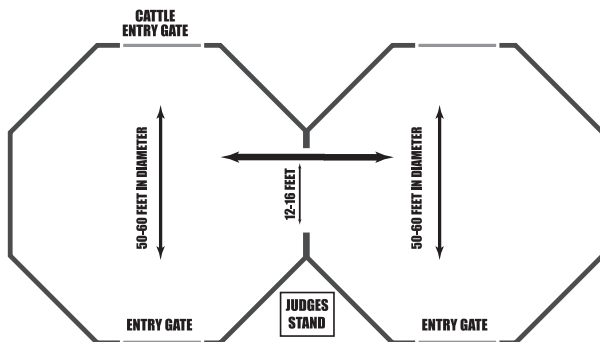 CATTLE
ENTRY GATE
50-60 FEET IN DIAMETER
12-16 FEET
50-60 FEET IN DIAMETER
JUDGES
STAND
ENTRY GATE
ENTRY GATE